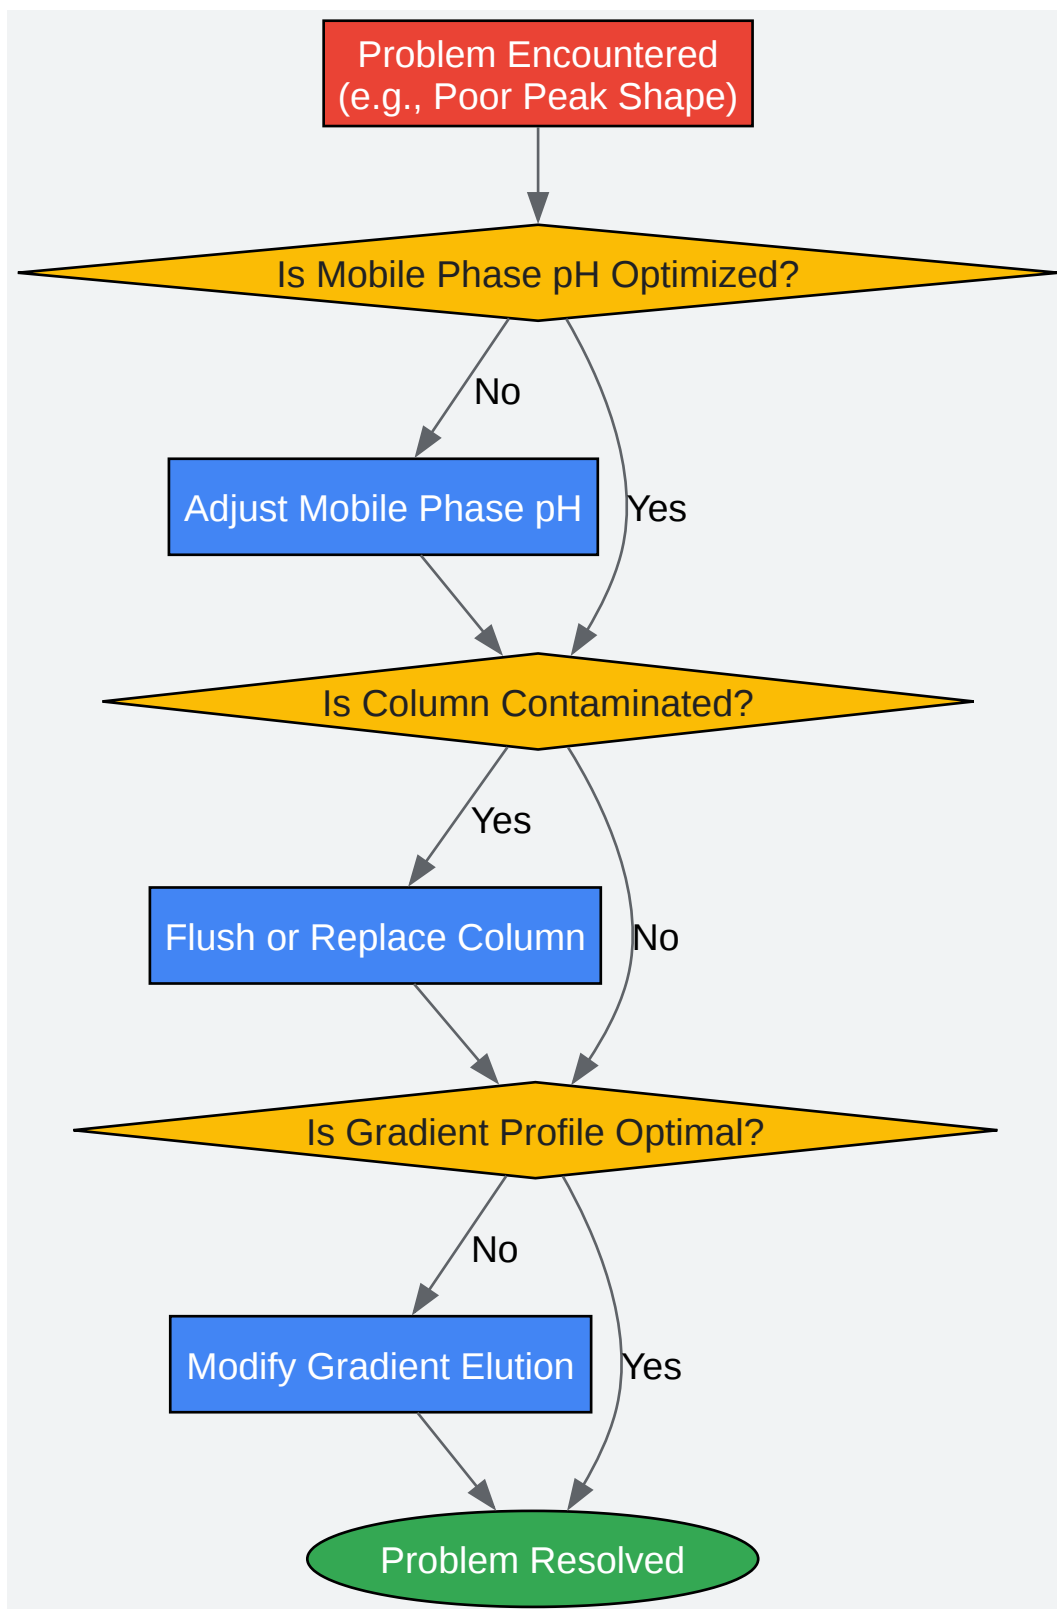 Problem Encountered
(e.g., Poor Peak Shape)
Is Mobile Phase pH Optimized?
No
Adjust Mobile Phase pH
Yes
Is Column Contaminated?
Yes
Flush or Replace Column
No
Is Gradient Profile Optimal?
No
Modify Gradient Elution
Yes
Problem Resolved